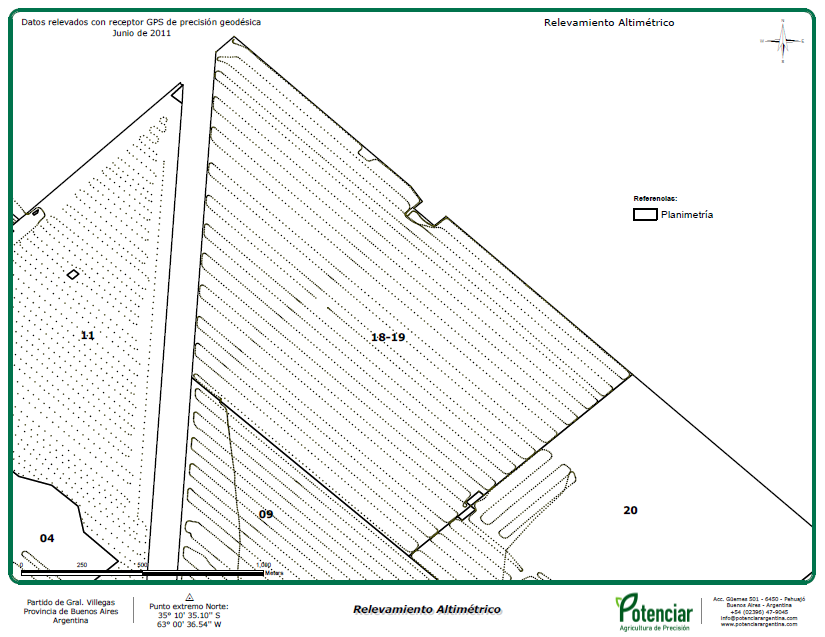 Datos relevados con receptor GPS de precisión geodésica
Junio de 2011
Relevamiento Altimétrico
N
Referencias:
Planimetría
11
18-19
09
20
04
0 250 500 1,000
Meters
Partido de Gral. Villegas
Provincia de Buenos Aires
Argentina
Punto extremo Norte:
35° 10' 35.10'' S
63° 00' 36.54'' W
Relevamiento Altimétrico
Potenciar
Agricultura de Precisión
Acc. Güemes 501 - 6450 - Pehuajó
Buenos Aires - Argentina
+54 (02396) 47-9045
info@potenciarargentina.com
www.potenciarargentina.com